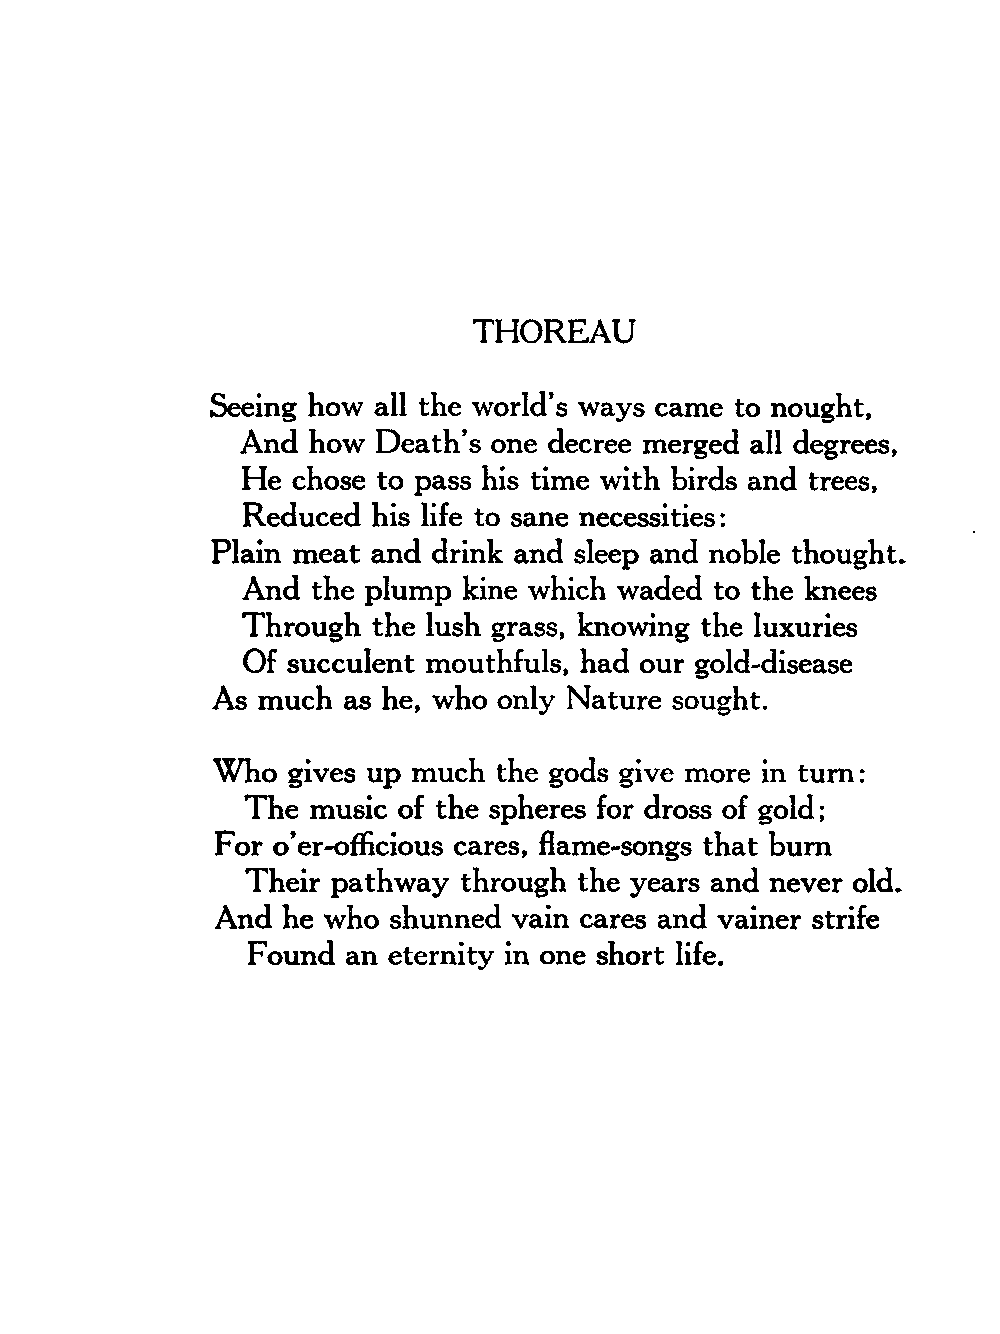 THOREAU
Seeing how all the world's ways came to nought,
And how Death's one decree merged all degrees,
He chose to pass his time with birds and trees,
Reduced his life to sane necessities:
Plain meat and drink and sleep and noble thought.
And the plump kine which waded to the knees
Through the lush grass, knowing the luxuries
Of succulent mouthfuls, had our gold-disease
As much as he, who only Nature sought.
Who gives up much the gods give more in turn:
The music of the spheres for dross of gold;
For o'er-officious cares, flame-songs that burn
Their pathway through the years and never old.
And he who shunned vain cares and vainer strife
Found an eternity in one short life.